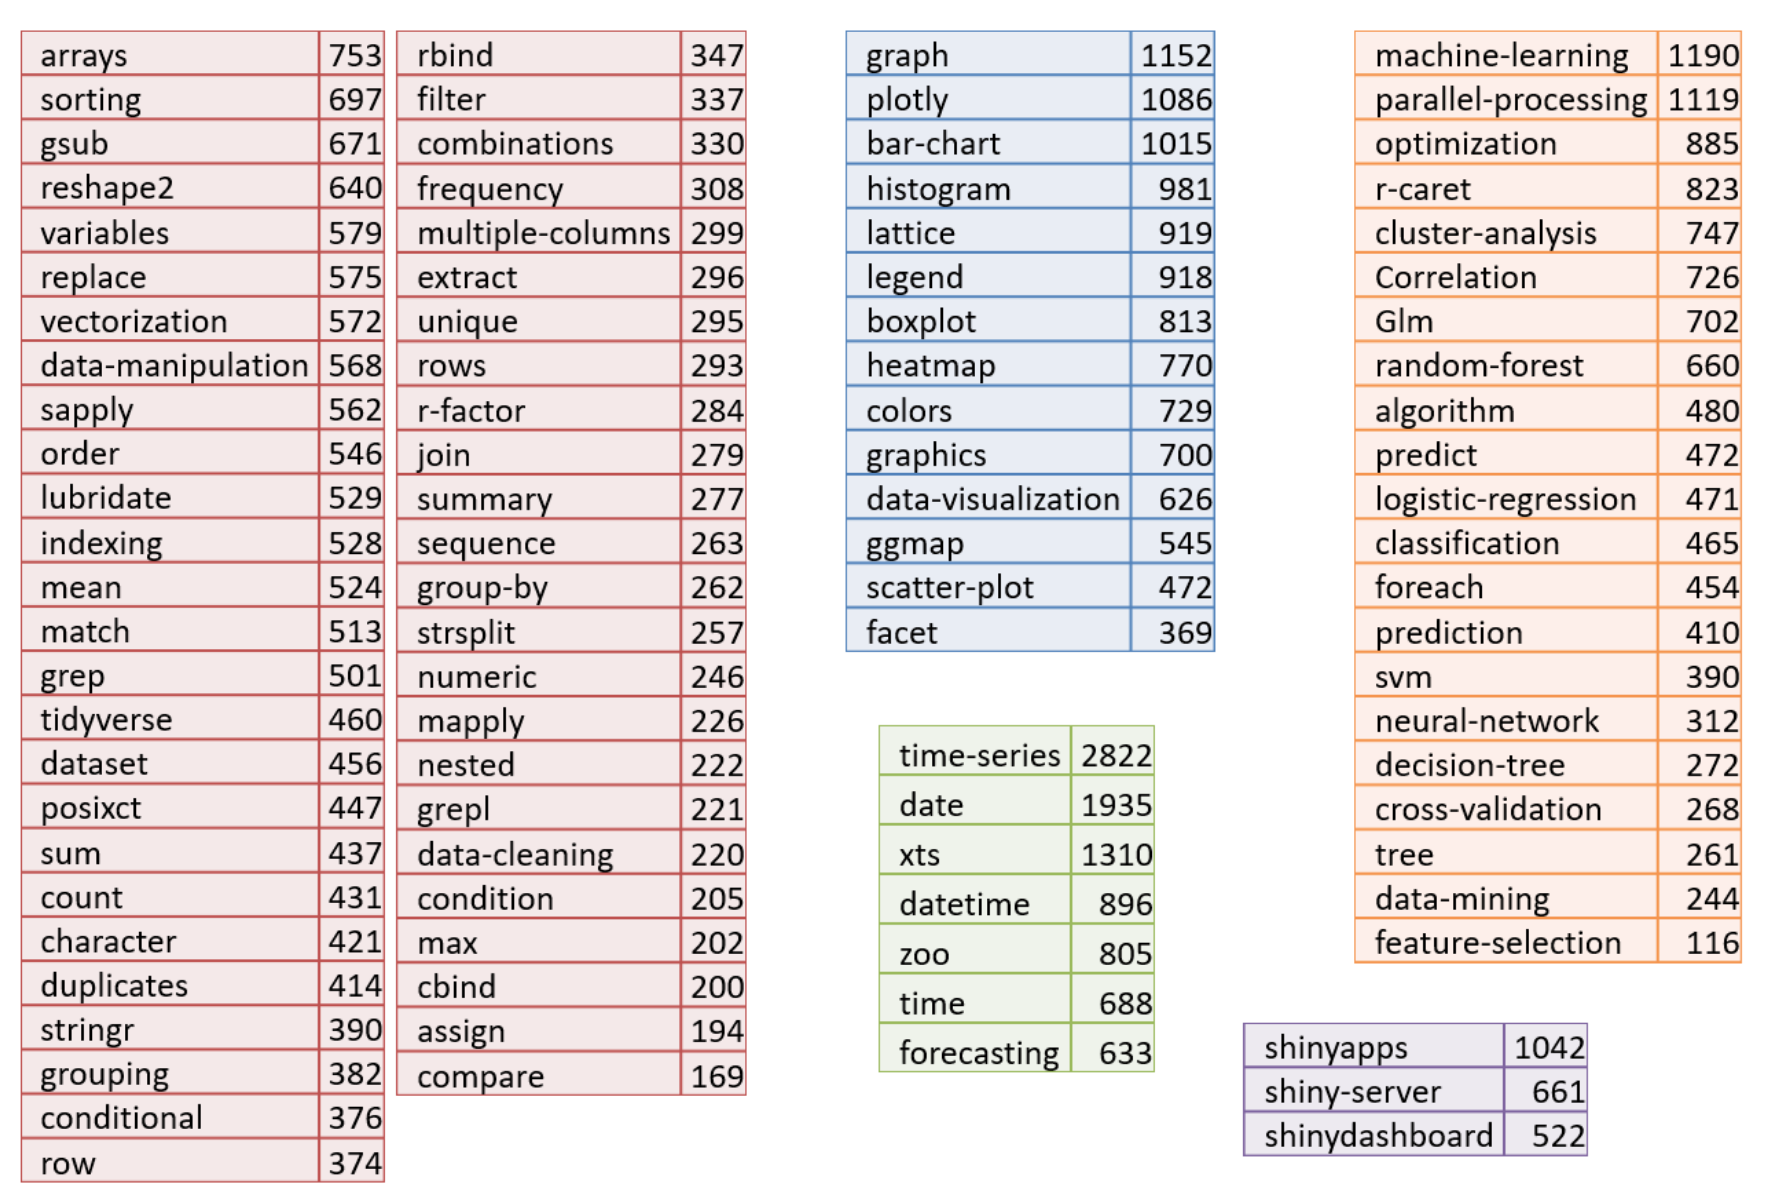 arrays 753
sorting 697
gsub 671
reshape2 640
variables 579
replace 575
vectorization 572
data-manipulation 568
sapply 562
order 546
lubridate 529
indexing 528
mean 524
match 513
grep 501
tidyverse 460
dataset 456
posixct 447
sum 437
count 431
character 421
duplicates 414
stringr 390
grouping 382
conditional 376
row 374
rbind 347
filter 337
combinations 330
frequency 308
multiple-columns 299
extract 296
unique 295
rows 293
r-factor 284
join 279
summary 277
sequence 263
group-by 262
strsplit 257
numeric 246
mapply 226
nested 222
grepl 221
data-cleaning 220
condition 205
max 202
cbind 200
assign 194
compare 169
graph 1152
plotly 1086
bar-chart 1015
histogram 981
lattice 919
legend 918
boxplot 813
heatmap 770
colors 729
graphics 700
data-visualization 626
ggmap 545
scatter-plot 472
facet 369
time-series 2822
date 1935
xts 1310
datetime 896
zoo 805
time 688
forecasting 633
machine-learning 1190
parallel-processing 1119
optimization 885
r-caret 823
cluster-analysis 747
Correlation 726
Glm 702
random-forest 660
algorithm 480
predict 472
logistic-regression 471
classification 465
foreach 454
prediction 410
svm 390
neural-network 312
decision-tree 272
cross-validation 268
tree 261
data-mining 244
feature-selection 116
shinyapps 1042
shiny-server 661
shinydashboard 522